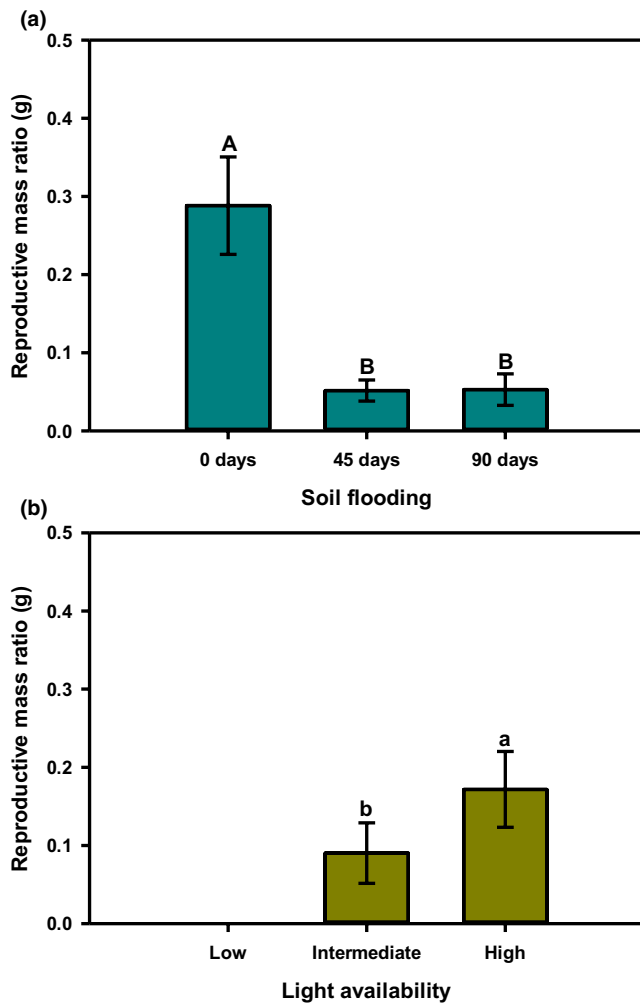 (a)
Reproductive mass ratio (g)
0.5
0.4
0.3
0.2
0.1
0.0
A
B
B
0 days
45 days
90 days
Soil flooding
(b)
Reproductive mass ratio (g)
0.5
0.4
0.3
0.2
0.1
0.0
b
a
Low
Intermediate
High
Light availability